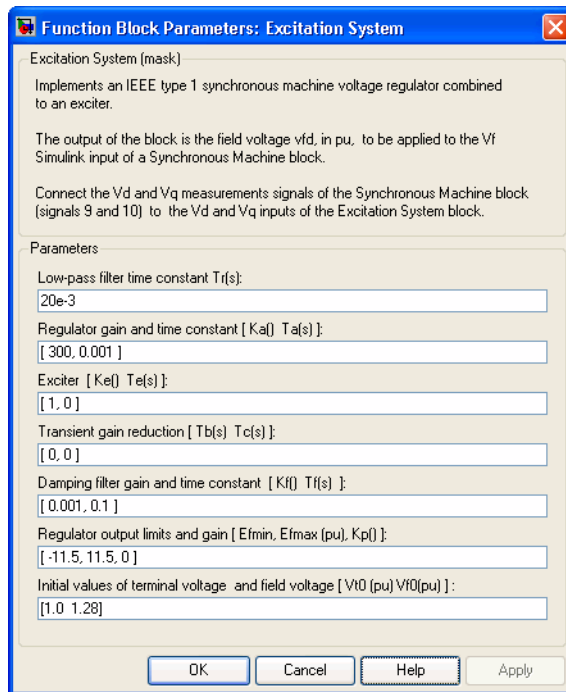 Function Block Parameters: Excitation System
Excitation System (mask)
Implements an IEEE type 1 synchronous machine voltage regulator combined
to an exciter.
The output of the block is the field voltage vfd, in pu, to be applied to the Vf
Simulink input of a Synchronous Machine block.
Connect the Vd and Vq measurements signals of the Synchronous Machine block
(signals 9 and 10) to the Vd and Vq inputs of the Excitation System block.
Parameters
Low-pass filter time constant Tr(s):
20e-3
Regulator gain and time constant [ Ka() Ta(s) ]:
[ 300, 0.001 ]
Exciter [ Ke() Te(s) ]:
[ 1, 0 ]
Transient gain reduction [ Tb(s) Tc(s) ]:
[ 0, 0 ]
Damping filter gain and time constant [ Kf() Tf(s) ]:
[ 0.001, 0.1 ]
Regulator output limits and gain [ Efmin, Efmax (pu), Kp() ]:
[ -11.5, 11.5, 0 ]
Initial values of terminal voltage and field voltage [ Vt0 (pu) Vf0(pu) ] :
[1.0 1.28]
OK Cancel Help Apply